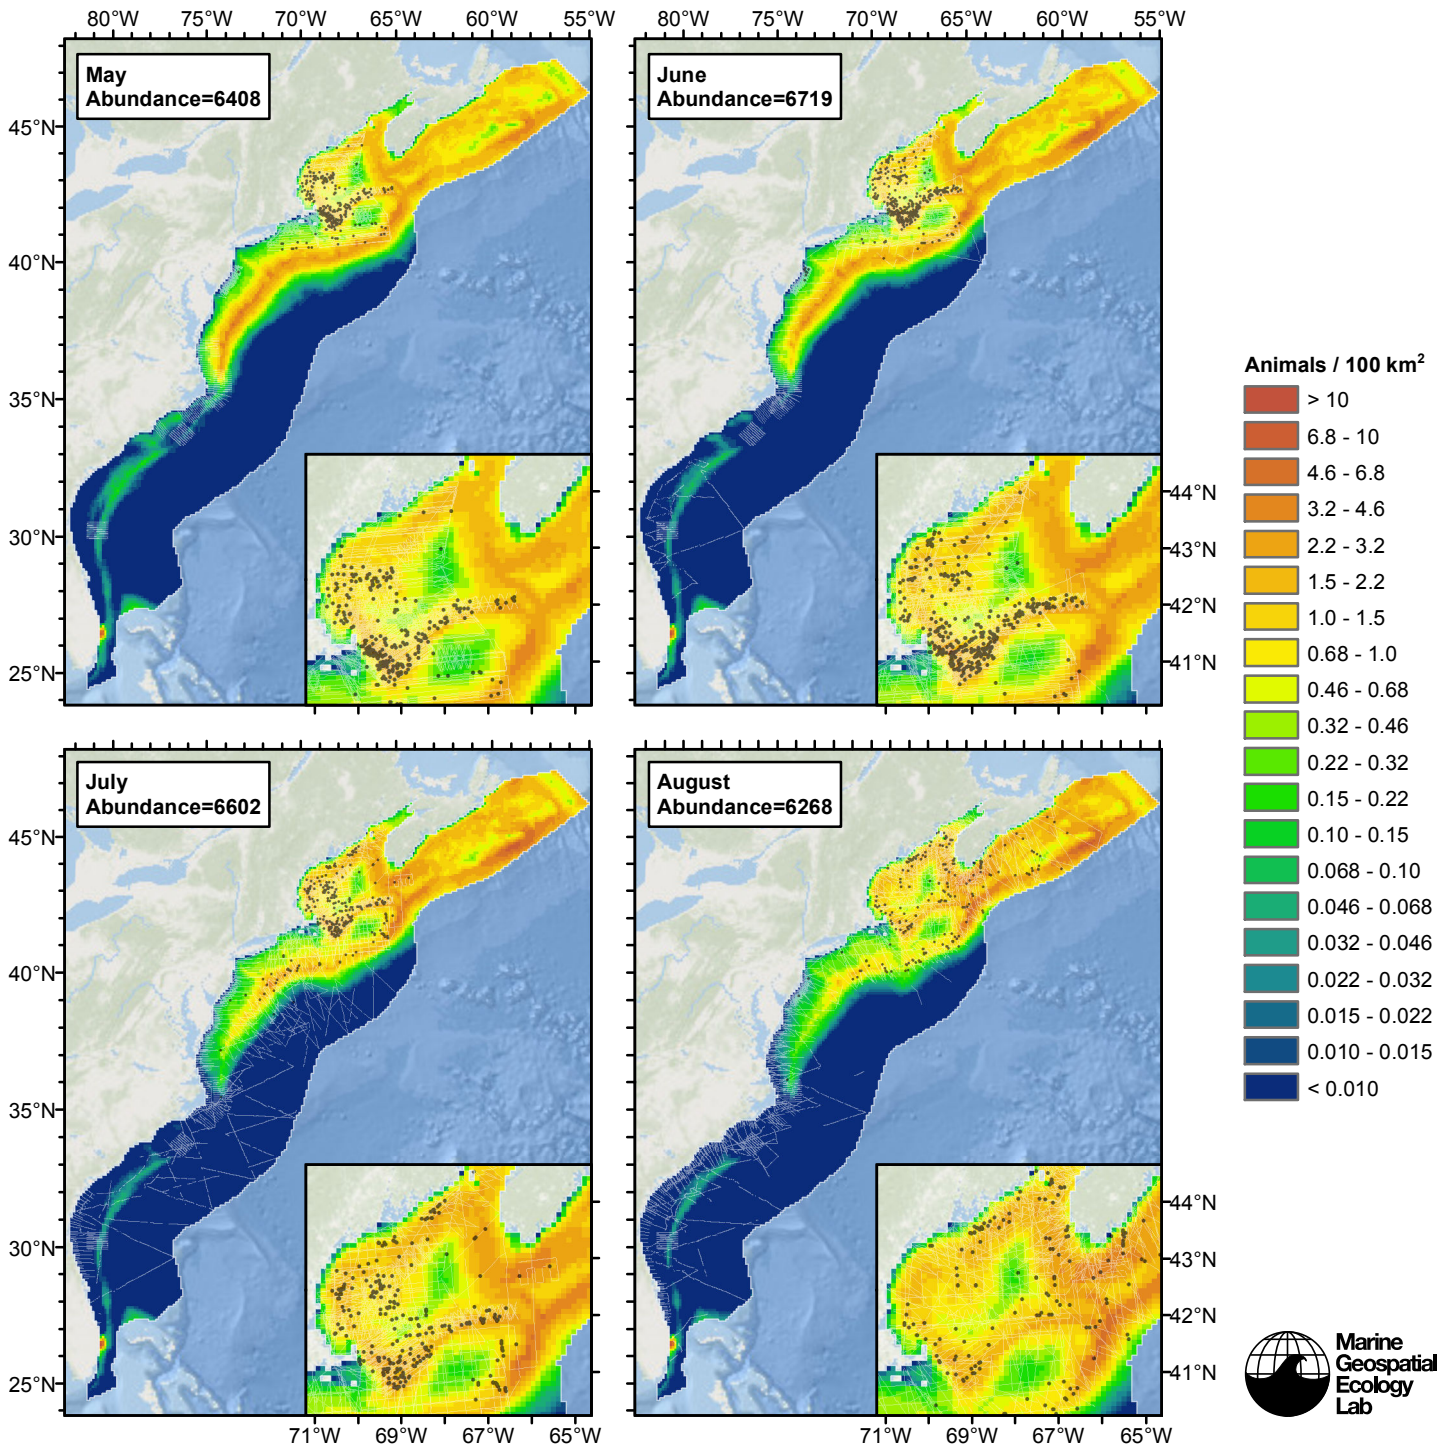 80°W 75°W 70°W 65°W 60°W 55°W
80°W 75°W 70°W 65°W 60°W 55°W
May
Abundance=6408
June
Abundance=6719
45°N
40°N
35°N
30°N
25°N
44°N
43°N
42°N
41°N
July
Abundance=6602
August
Abundance=6268
45°N
40°N
35°N
30°N
25°N
44°N
43°N
42°N
41°N
71°W 69°W 67°W 65°W
71°W 69°W 67°W 65°W
Animals / 100 km²
> 10
6.8 - 10
4.6 - 6.8
3.2 - 4.6
2.2 - 3.2
1.5 - 2.2
1.0 - 1.5
0.68 - 1.0
0.46 - 0.68
0.32 - 0.46
0.22 - 0.32
0.15 - 0.22
0.10 - 0.15
0.068 - 0.10
0.046 - 0.068
0.032 - 0.046
0.022 - 0.032
0.015 - 0.022
0.010 - 0.015
< 0.010
Marine
Geospatial
Ecology
Lab